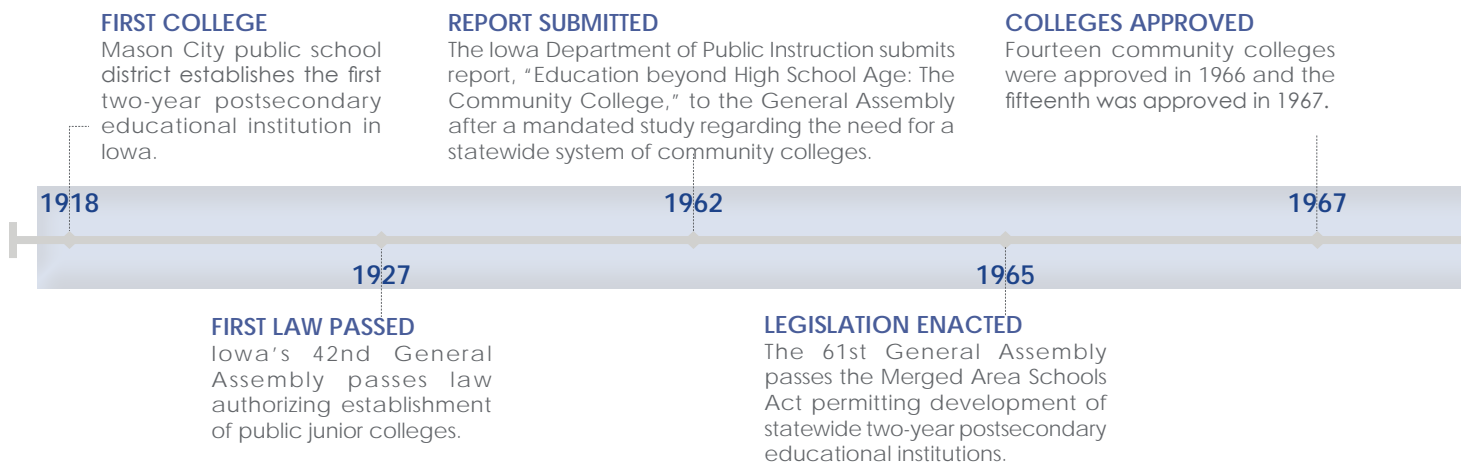 FIRST COLLEGE
Mason City public school
district establishes the first
two-year postsecondary
educational institution in
Iowa.
REPORT SUBMITTED
The Iowa Department of Public Instruction submits
report, "Education beyond High School Age: The
Community College," to the General Assembly
after a mandated study regarding the need for a
statewide system of community colleges.
COLLEGES APPROVED
Fourteen community colleges
were approved in 1966 and the
fifteenth was approved in 1967.
1918
1962
1967
1927
1965
FIRST LAW PASSED
Iowa's 42nd General
Assembly passes law
authorizing establishment
of public junior colleges.
LEGISLATION ENACTED
The 61st General Assembly
passes the Merged Area Schools
Act permitting development of
statewide two-year postsecondary
educational institutions.